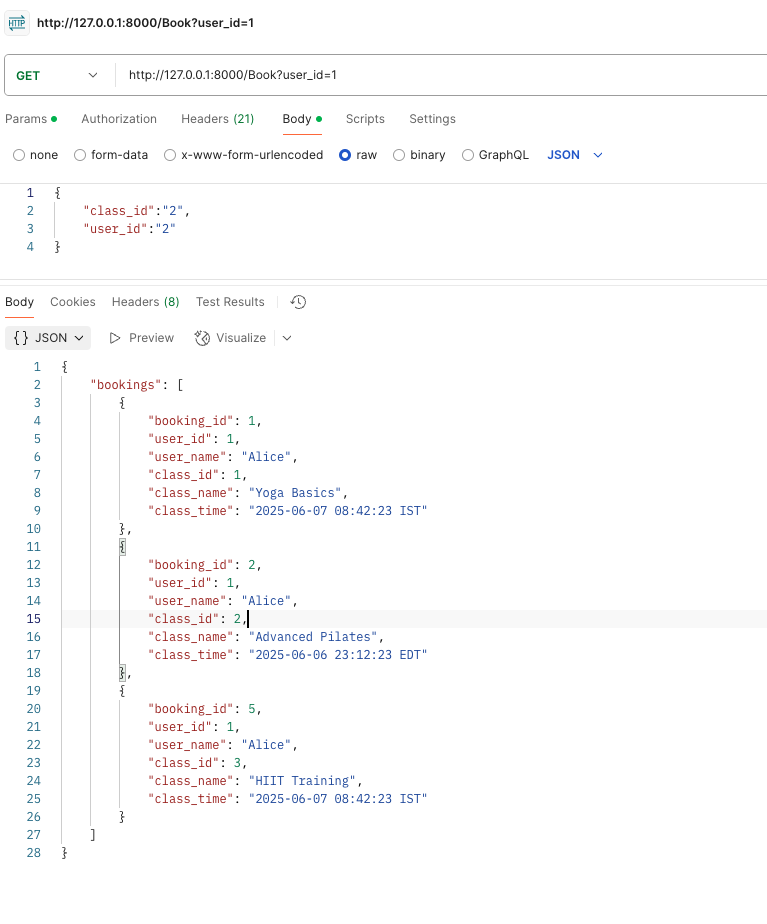 HTTP http://127.0.0.1:8000/Book?user_id=1
GET http://127.0.0.1:8000/Book?user_id=1
Params Authorization Headers (21) Body Scripts Settings
none form-data x-www-form-urlencoded raw binary GraphQL JSON
1 {
2 "class_id":"2",
3 "user_id":"2"
4 }
Body Cookies Headers (8) Test Results
{} JSON Preview Visualize
1 {
2 "bookings": [
3 {
4 "booking_id": 1,
5 "user_id": 1,
6 "user_name": "Alice",
7 "class_id": 1,
8 "class_name": "Yoga Basics",
9 "class_time": "2025-06-07 08:42:23 IST"
10 },
11 {
12 "booking_id": 2,
13 "user_id": 1,
14 "user_name": "Alice",
15 "class_id": 2,
16 "class_name": "Advanced Pilates",
17 "class_time": "2025-06-06 23:12:23 EDT"
18 },
19 {
20 "booking_id": 5,
21 "user_id": 1,
22 "user_name": "Alice",
23 "class_id": 3,
24 "class_name": "HIIT Training",
25 "class_time": "2025-06-07 08:42:23 IST"
26 }
27 ]
28 }